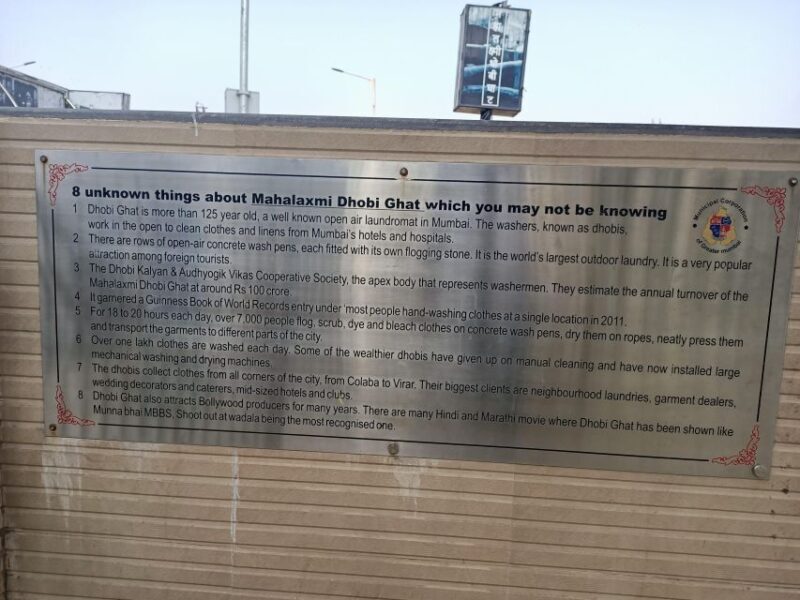 8 unknown things about Mahalaxmi Dhobi Ghat which you may not be knowing
1 Dhobi Ghat is more than 125 year old, a well known open air laundromat in Mumbai. The washers, known as dhobis,
work in the open to clean clothes and linens from Mumbai's hotels and hospitals.
2 There are rows of open-air concrete wash pens, each fitted with its own flogging stone. It is the world's largest outdoor laundry. It is a very popular
attraction among foreign tourists.
3 The Dhobi Kalyan & Audhyogik Vikas Cooperative Society, the apex body that represents washermen. They estimate the annual turnover of the
Mahalaxmi Dhobi Ghat at around Rs 100 crore.
4 It garnered a Guinness Book of World Records entry under 'most people hand-washing clothes at a single location in 2011.
5 For 18 to 20 hours each day, over 7,000 people flog, scrub, dye and bleach clothes on concrete wash pens, dry them on ropes, neatly press them
and transport the garments to different parts of the city.
6 Over one lakh clothes are washed each day. Some of the wealthier dhobis have given up on manual cleaning and have now installed large
mechanical washing and drying machines.
7 The dhobis collect clothes from all corners of the city, from Colaba to Virar. Their biggest clients are neighbourhood laundries, garment dealers,
wedding decorators and caterers, mid-sized hotels and clubs.
8 Dhobi Ghat also attracts Bollywood producers for many years. There are many Hindi and Marathi movie where Dhobi Ghat has been shown like
Munna bhai MBBS, Shoot out at wadala being the most recognised one.
Municipal Corporation
of Greater mumbai